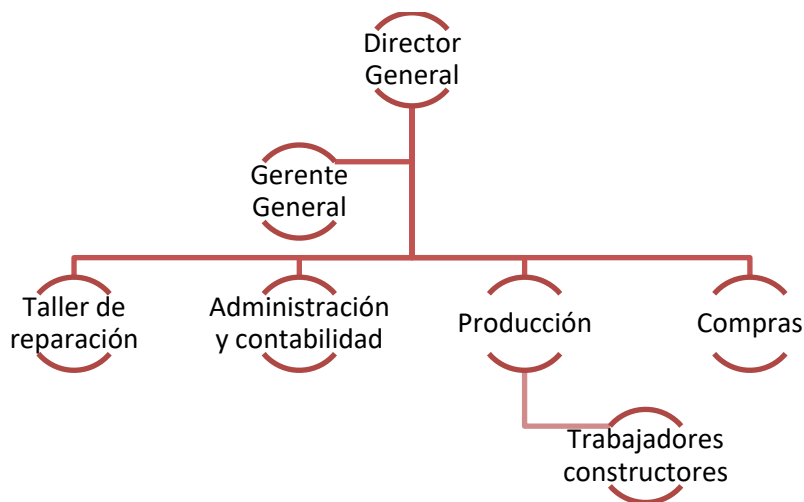 Director
General
Gerente
General
Taller de
reparación
Administración
y contabilidad
Producción
Compras
Trabajadores
constructores